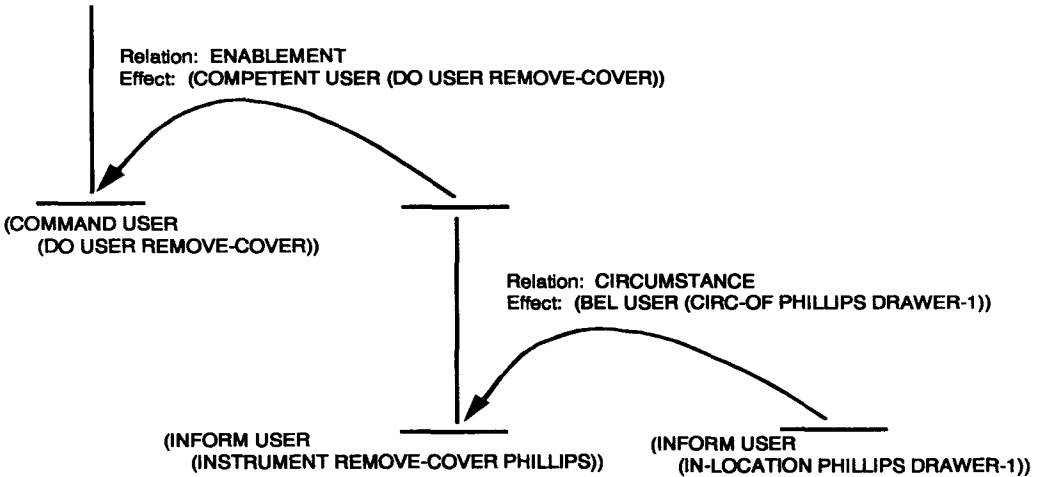 Relation: ENABLEMENT
Effect: (COMPETENT USER (DO USER REMOVE-COVER))
(COMMAND USER
(DO USER REMOVE-COVER))
Relation: CIRCUMSTANCE
Effect: (BEL USER (CIRC-OF PHILLIPS DRAWER-1))
(INFORM USER
(INSTRUMENT REMOVE-COVER PHILLIPS))
(INFORM USER
(IN-LOCATION PHILLIPS DRAWER-1))